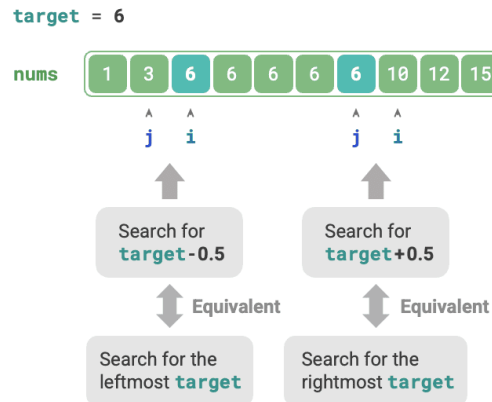 target = 6
nums 1 3 6 6 6 6 6 10 12 15
j i j i
Search for
target-0.5
Search for
target+0.5
Equivalent
Equivalent
Search for the
leftmost target
Search for the
rightmost target